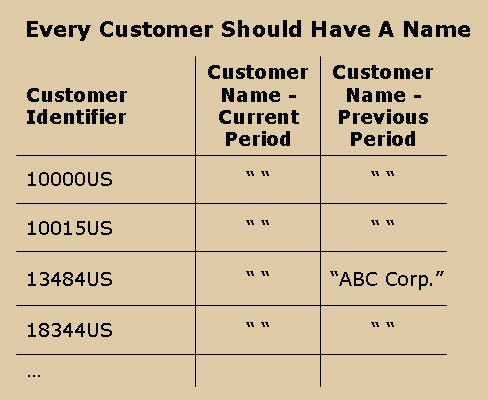 Every Customer Should Have A Name
Customer Identifier | Customer Name - Current Period | Customer Name - Previous Period
10000US | “ “ | “ “
10015US | “ “ | “ “
13484US | “ “ | “ABC Corp.”
18344US | “ “ | “ “
...